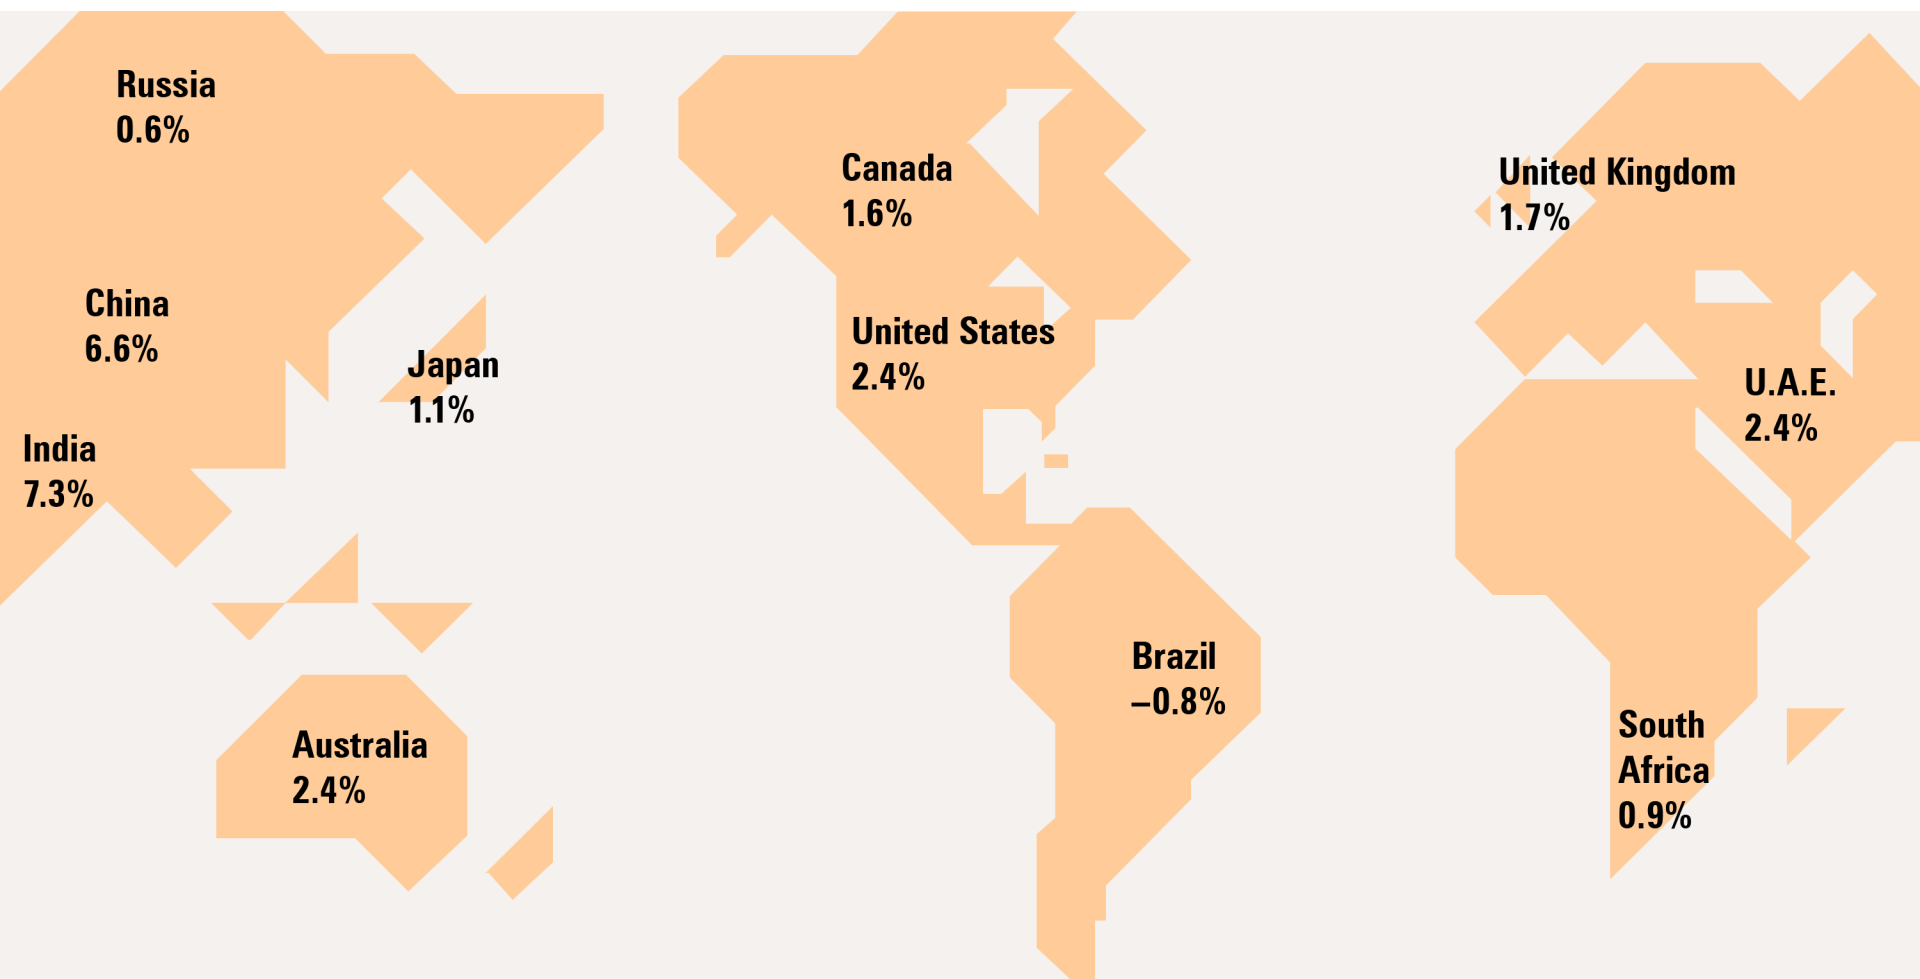 Russia
0.6%
Canada
1.6%
United Kingdom
1.7%
China
6.6%
United States
2.4%
Japan
1.1%
U.A.E.
2.4%
India
7.3%
Brazil
–0.8%
South
Africa
0.9%
Australia
2.4%